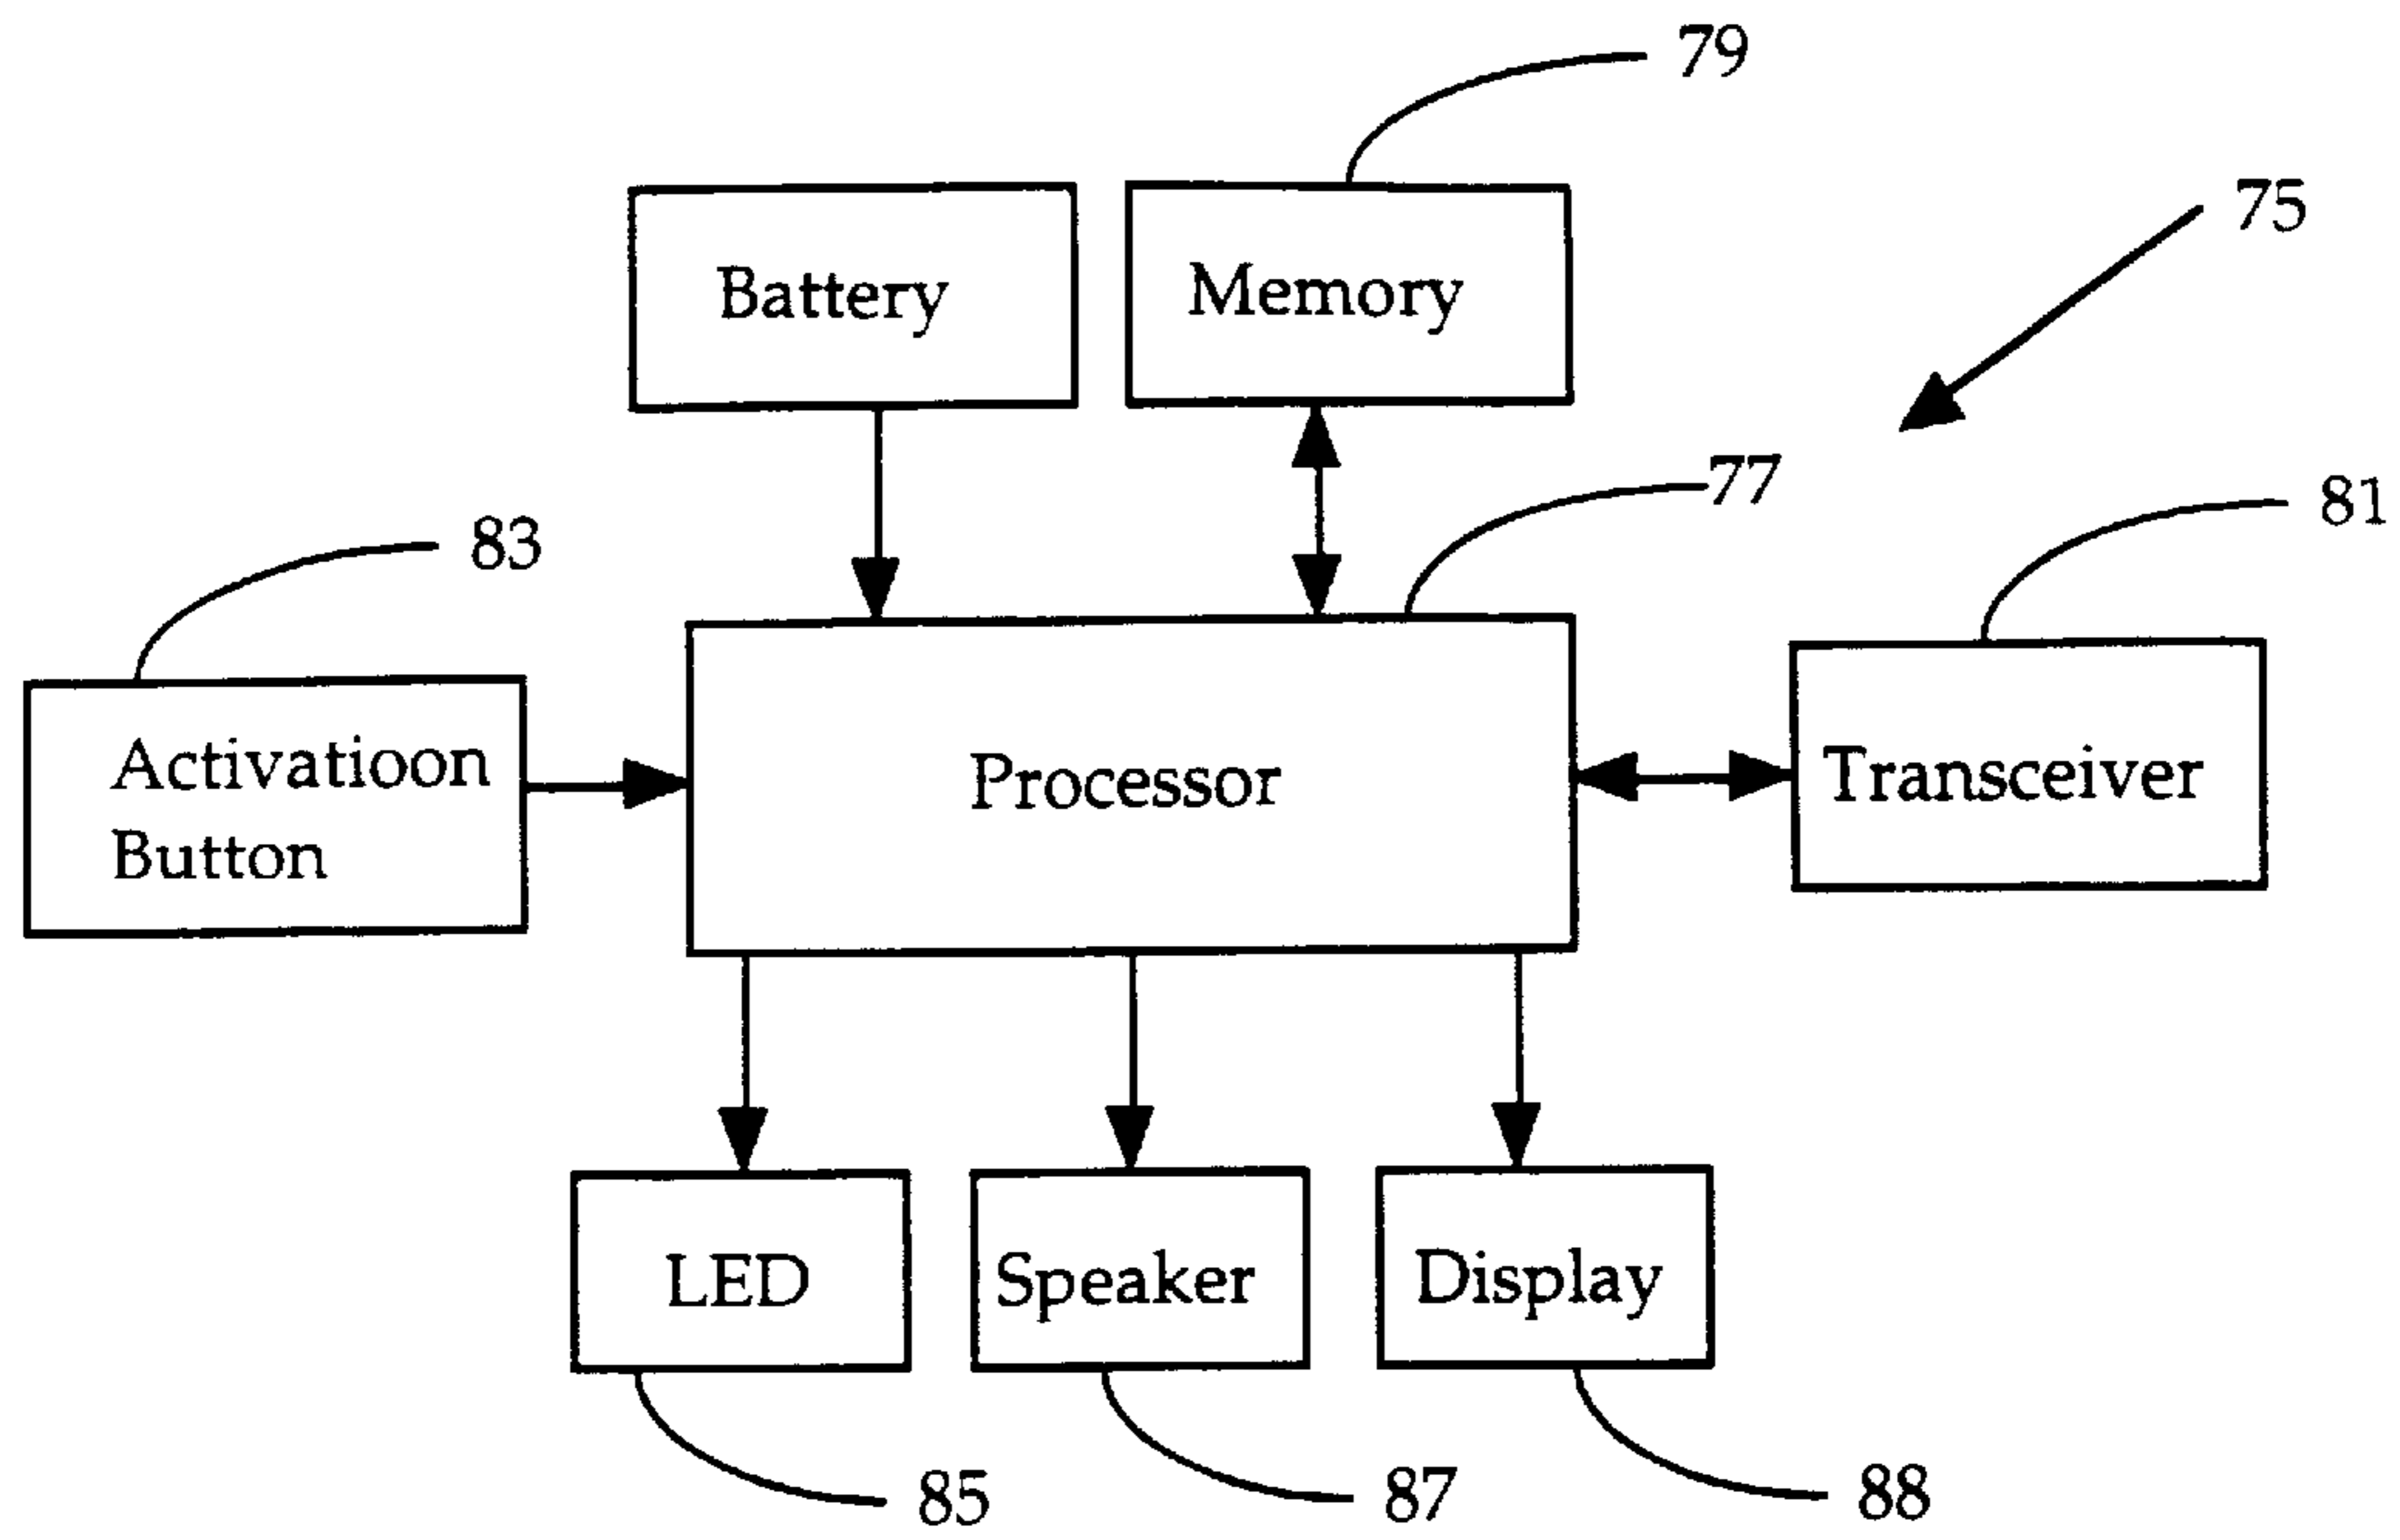 79
75
Battery
Memory
77
81
83
Activatioon
Button
Processor
Transceiver
LED
Speaker
Display
85
87
88